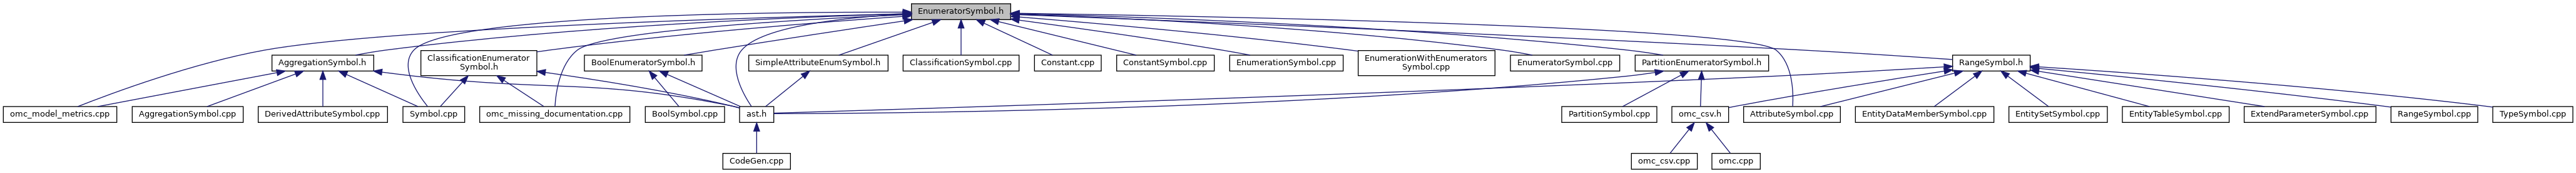 EnumeratorSymbol.h
AggregationSymbol.h
ClassificationEnumerator
Symbol.h
BoolEnumeratorSymbol.h
SimpleAttributeEnumSymbol.h
ClassificationSymbol.cpp
Constant.cpp
ConstantSymbol.cpp
EnumerationSymbol.cpp
EnumerationWithEnumerators
Symbol.cpp
EnumeratorSymbol.cpp
PartitionEnumeratorSymbol.h
RangeSymbol.h
omc_model_metrics.cpp
AggregationSymbol.cpp
DerivedAttributeSymbol.cpp
Symbol.cpp
omc_missing_documentation.cpp
BoolSymbol.cpp
ast.h
PartitionSymbol.cpp
omc_csv.h
AttributeSymbol.cpp
EntityDataMemberSymbol.cpp
EntitySetSymbol.cpp
EntityTableSymbol.cpp
ExtendParameterSymbol.cpp
RangeSymbol.cpp
TypeSymbol.cpp
CodeGen.cpp
omc_csv.cpp
omc.cpp